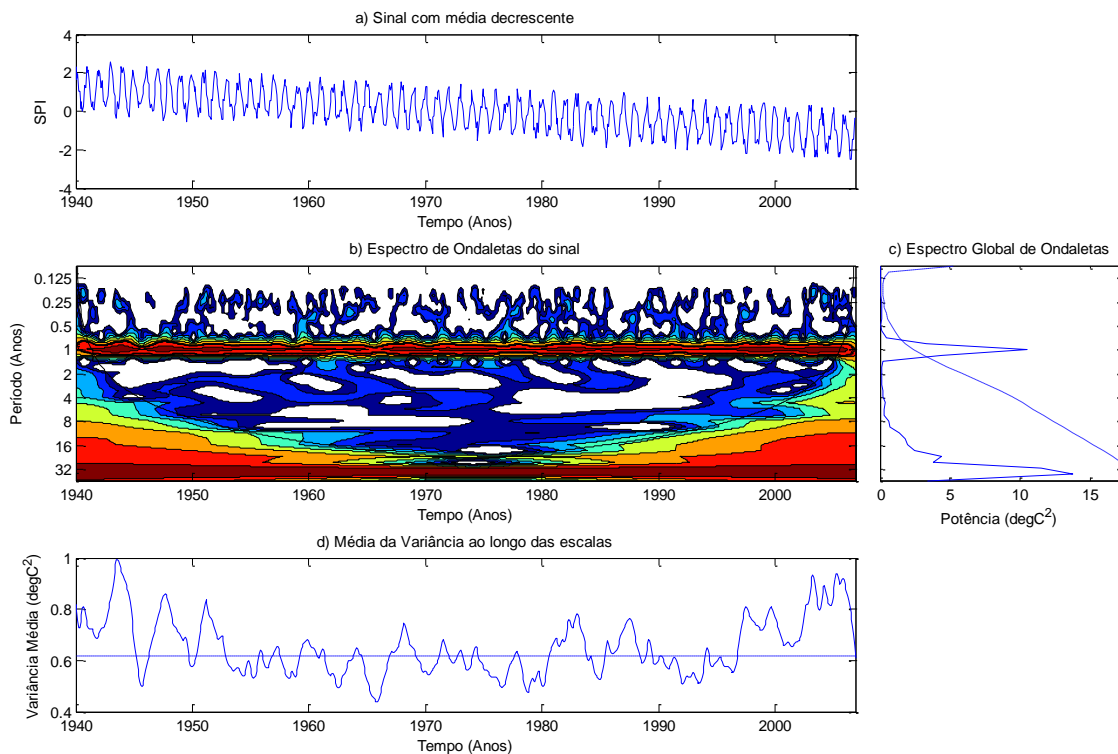 a) Sinal com média decrescente
SPI
4
2
0
-2
-4
1940 1950 1960 1970 1980 1990 2000
Tempo (Anos)
b) Espectro de Ondaletas do sinal
Período (Anos)
0.125
0.25
0.5
1
2
4
8
16
32
1940 1950 1960 1970 1980 1990 2000
Tempo (Anos)
c) Espectro Global de Ondaletas
0 5 10 15
Potência (degC²)
d) Média da Variância ao longo das escalas
Variância Média (degC²)
1
0.8
0.6
0.4
1940 1950 1960 1970 1980 1990 2000
Tempo (Anos)